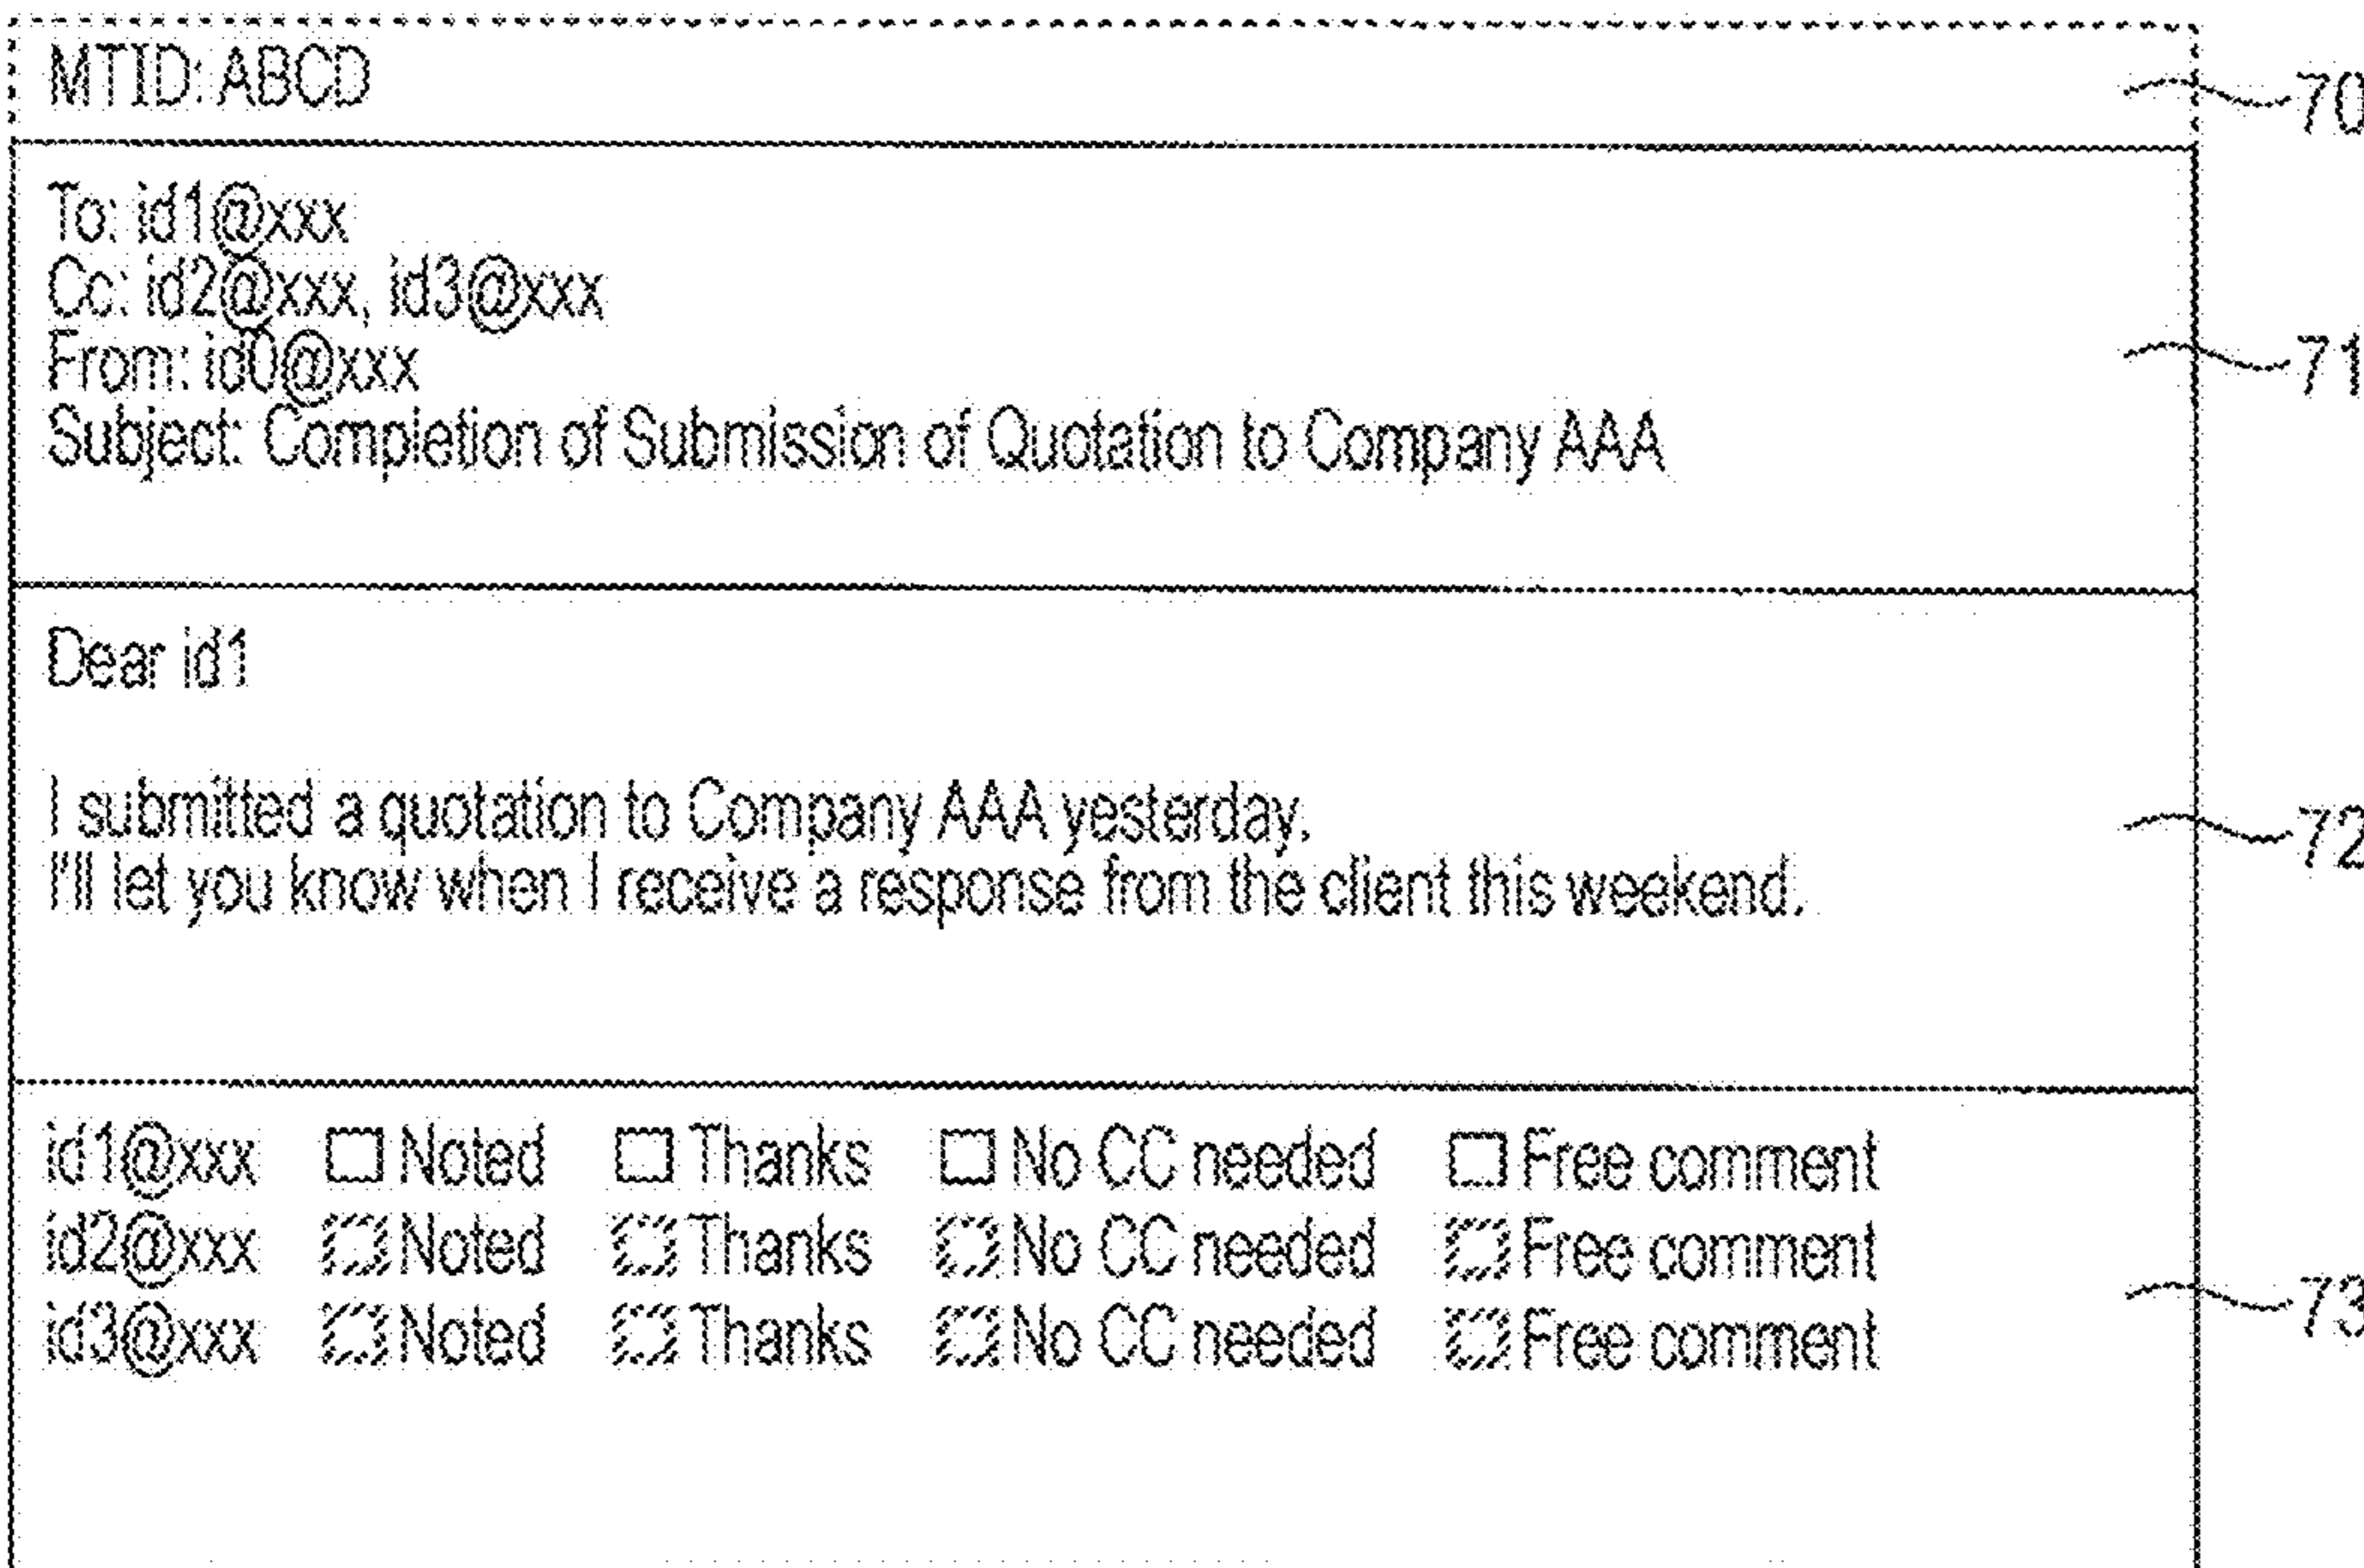 MTID: ABCD
70
To: id1@xxx
Cc: id2@xxx, id3@xxx
From: id0@xxx
71
Subject: Completion of Submission of Quotation to Company AAA
Dear id1
I submitted a quotation to Company AAA yesterday.
72
I'll let you know when I receive a response from the client this weekend.
id1@xxx Noted Thanks No CC needed Free comment
id2@xxx Noted Thanks No CC needed Free comment
73
id3@xxx Noted Thanks No CC needed Free comment